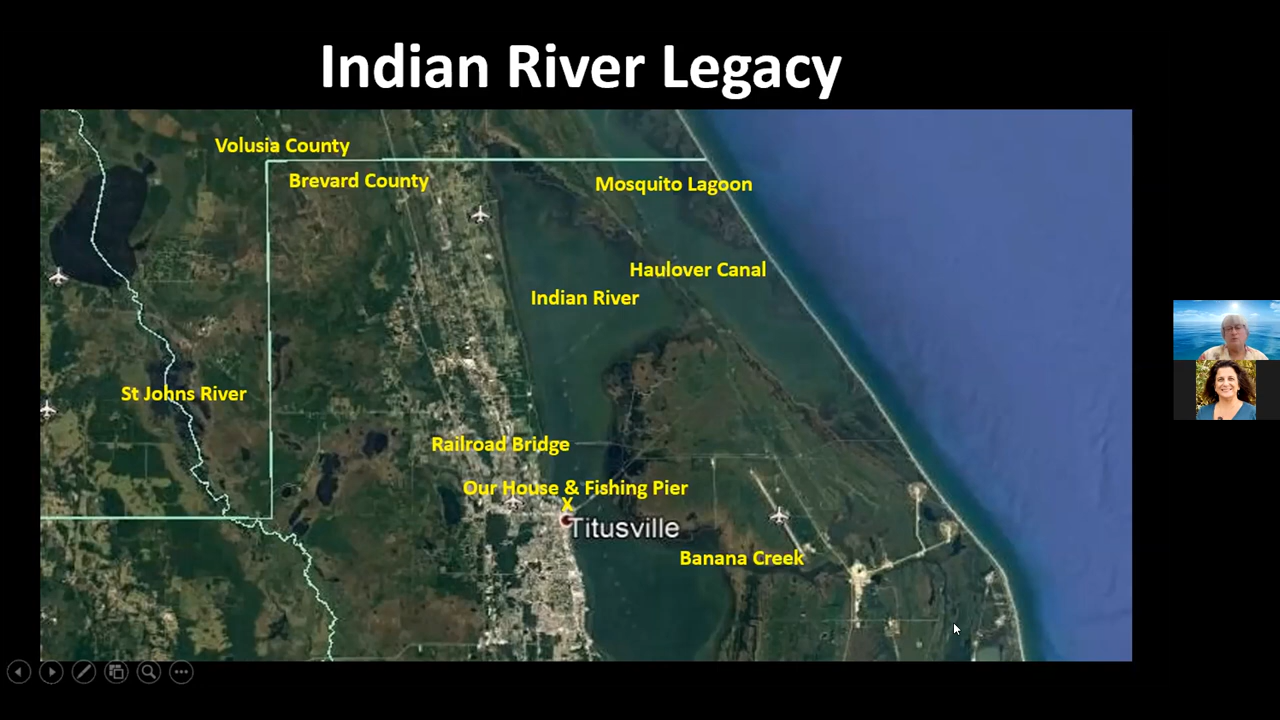 Indian River Legacy
Volusia County
Brevard County
Mosquito Lagoon
Haulover Canal
Indian River
St Johns River
Railroad Bridge
Our House & Fishing Pier
X
Titusville
Banana Creek